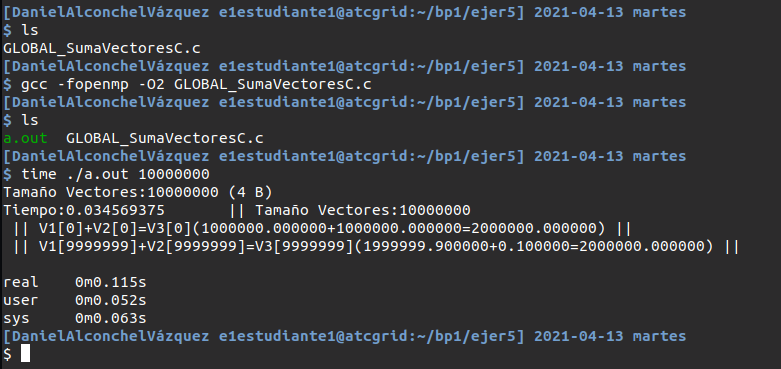 [DanielAlconchelVázquez e1estudiante1@atcgrid:~/bp1/ejer5] 2021-04-13 martes
$ ls
GLOBAL_SumaVectoresC.c
[DanielAlconchelVázquez e1estudiante1@atcgrid:~/bp1/ejer5] 2021-04-13 martes
$ gcc -fopenmp -O2 GLOBAL_SumaVectoresC.c
[DanielAlconchelVázquez e1estudiante1@atcgrid:~/bp1/ejer5] 2021-04-13 martes
$ ls
a.out  GLOBAL_SumaVectoresC.c
[DanielAlconchelVázquez e1estudiante1@atcgrid:~/bp1/ejer5] 2021-04-13 martes
$ time ./a.out 10000000
Tamaño Vectores:10000000 (4 B)
Tiempo:0.034569375       || Tamaño Vectores:10000000
 || V1[0]+V2[0]=V3[0](1000000.000000+1000000.000000=2000000.000000) ||
 || V1[9999999]+V2[9999999]=V3[9999999](1999999.900000+0.100000=2000000.000000) ||
real    0m0.115s
user    0m0.052s
sys     0m0.063s
[DanielAlconchelVázquez e1estudiante1@atcgrid:~/bp1/ejer5] 2021-04-13 martes
$